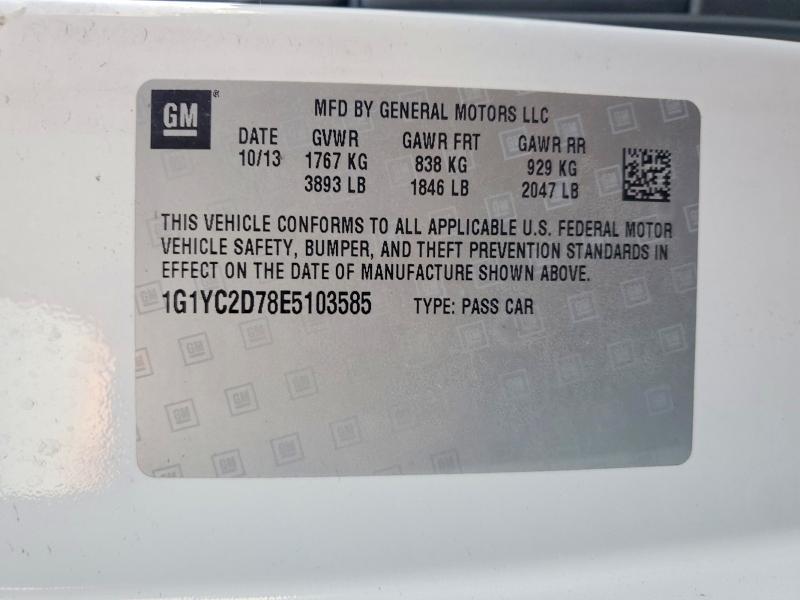 GM®
MFD BY GENERAL MOTORS LLC
DATE GVWR GAWR FRT GAWR RR
10/13 1767 KG 838 KG 929 KG
3893 LB 1846 LB 2047 LB
THIS VEHICLE CONFORMS TO ALL APPLICABLE U.S. FEDERAL MOTOR
VEHICLE SAFETY, BUMPER, AND THEFT PREVENTION STANDARDS IN
EFFECT ON THE DATE OF MANUFACTURE SHOWN ABOVE.
1G1YC2D78E5103585 TYPE: PASS CAR